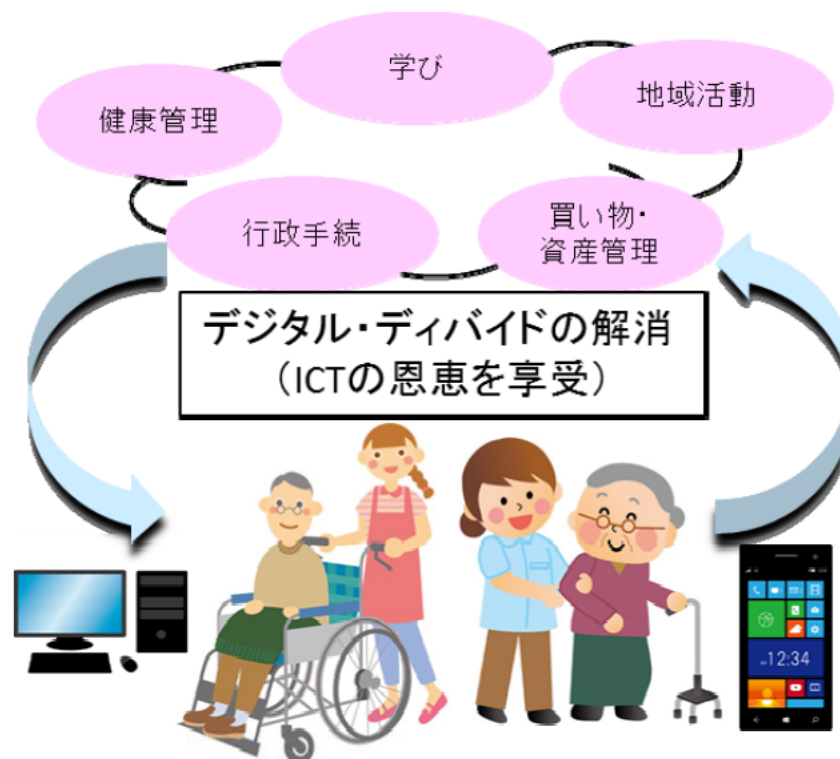 学び
健康管理
地域活動
行政手続
買い物・
資産管理
デジタル・ディバイドの解消
（ICTの恩恵を享受）
12:34